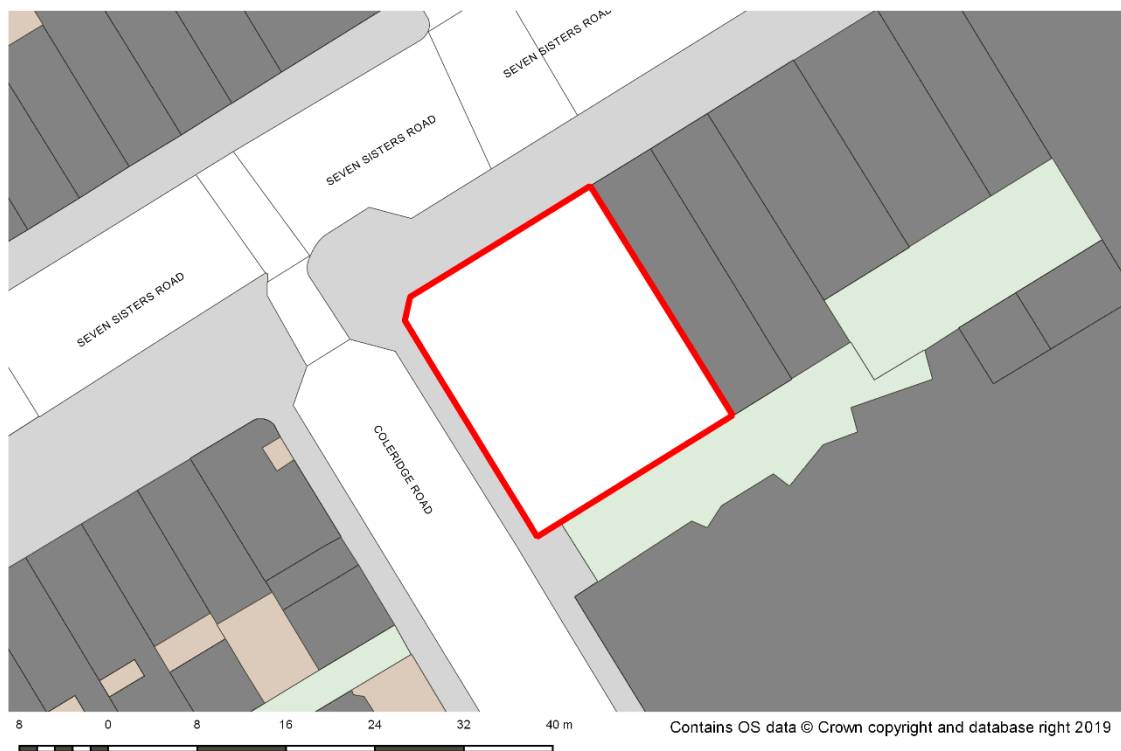 SEVEN SISTERS ROAD
SEVEN SISTERS ROAD
SEVEN SISTERS ROAD
COLERIDGE ROAD
8 0 8 16 24 32 40 m
Contains OS data © Crown copyright and database right 2019